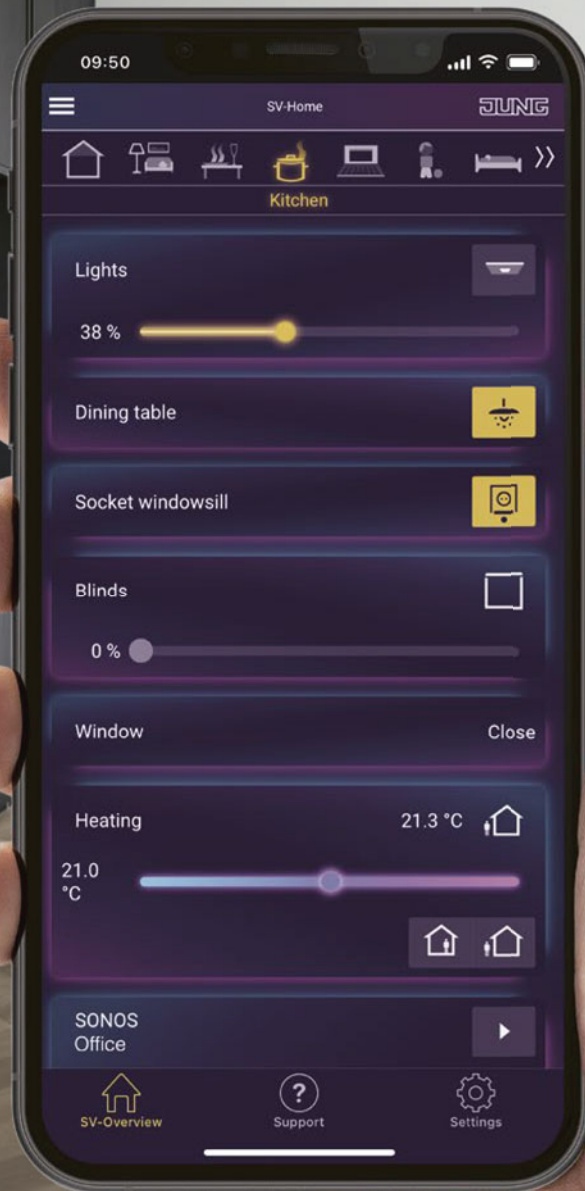 09:50
SV-Home
JUNG
Kitchen
Lights
38 %
Dining table
Socket windowsill
Blinds
0 %
Window Close
Heating 21.3 °C
21.0
°C
SONOS
Office
SV-Overview Support Settings